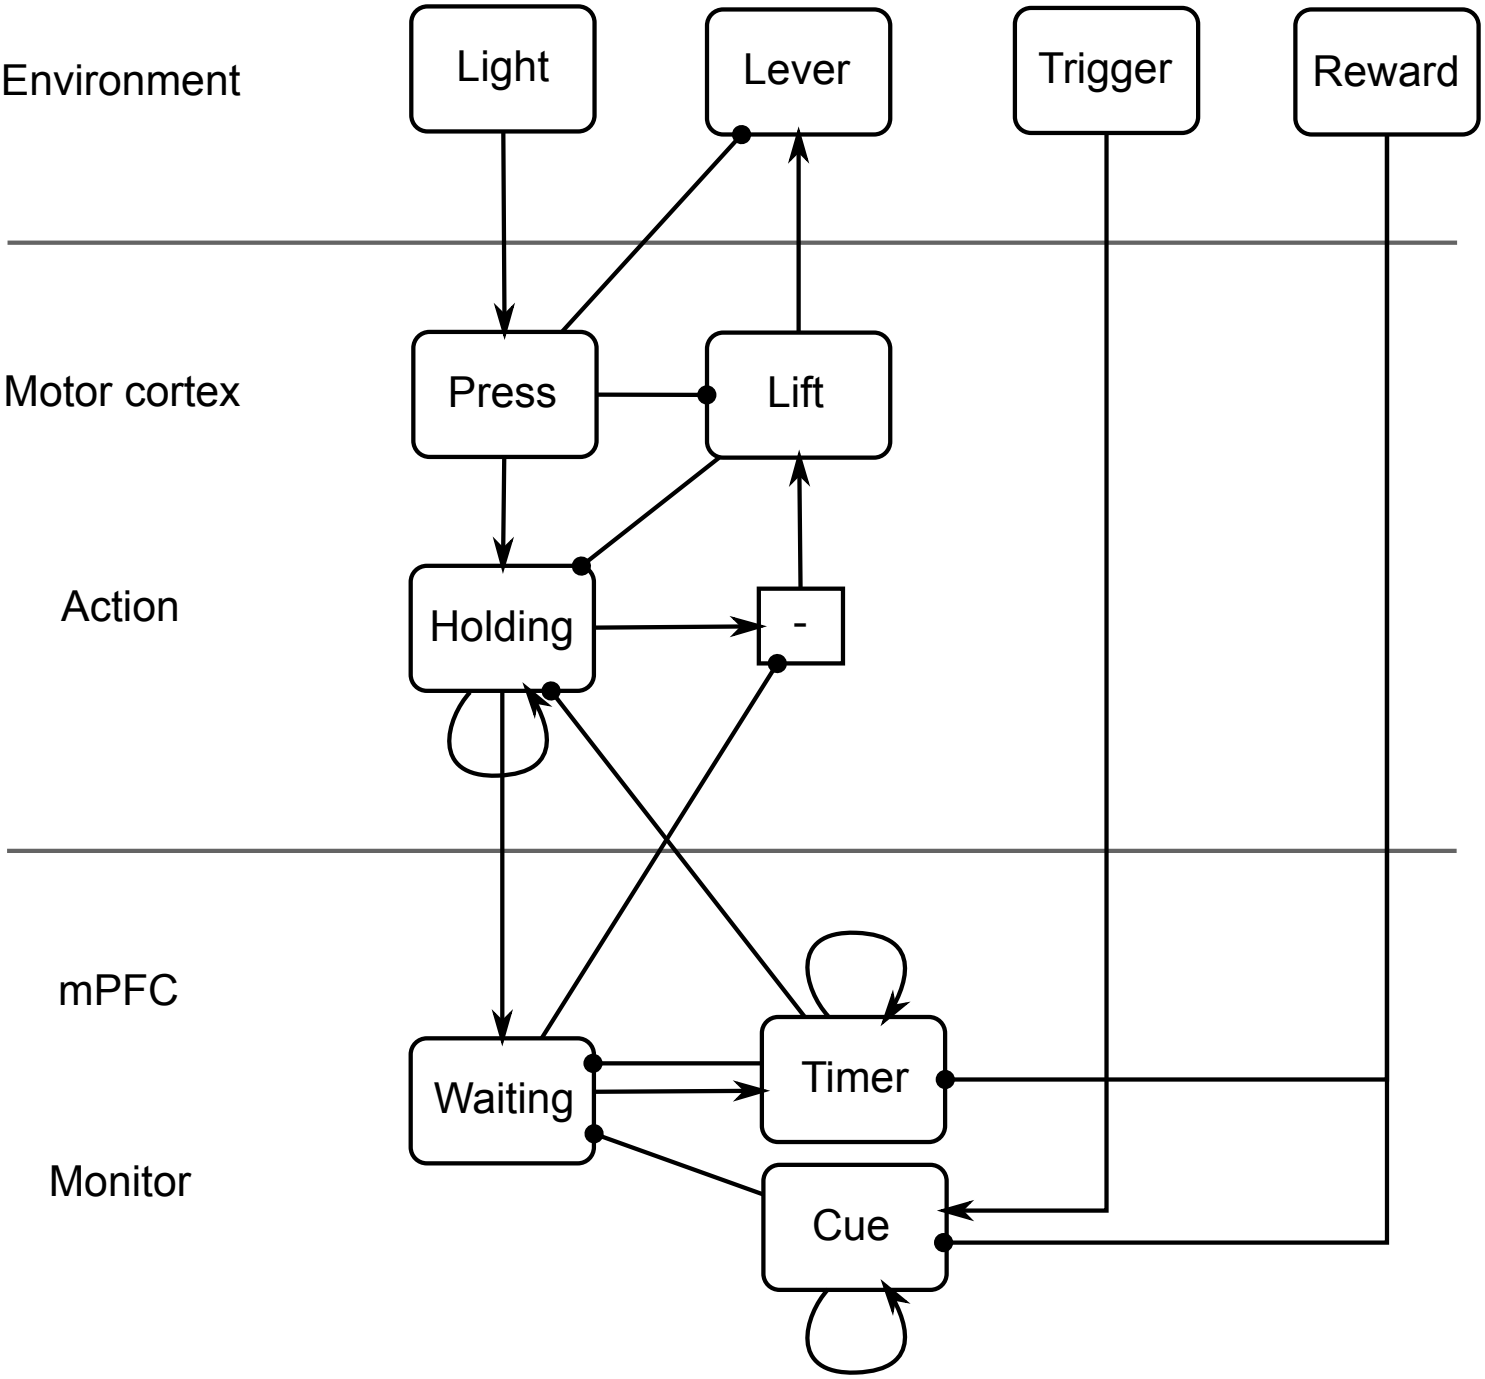 Environment
Light
Lever
Trigger
Reward
Motor cortex
Press
Lift
Action
Holding
-
mPFC
Waiting
Timer
Monitor
Cue